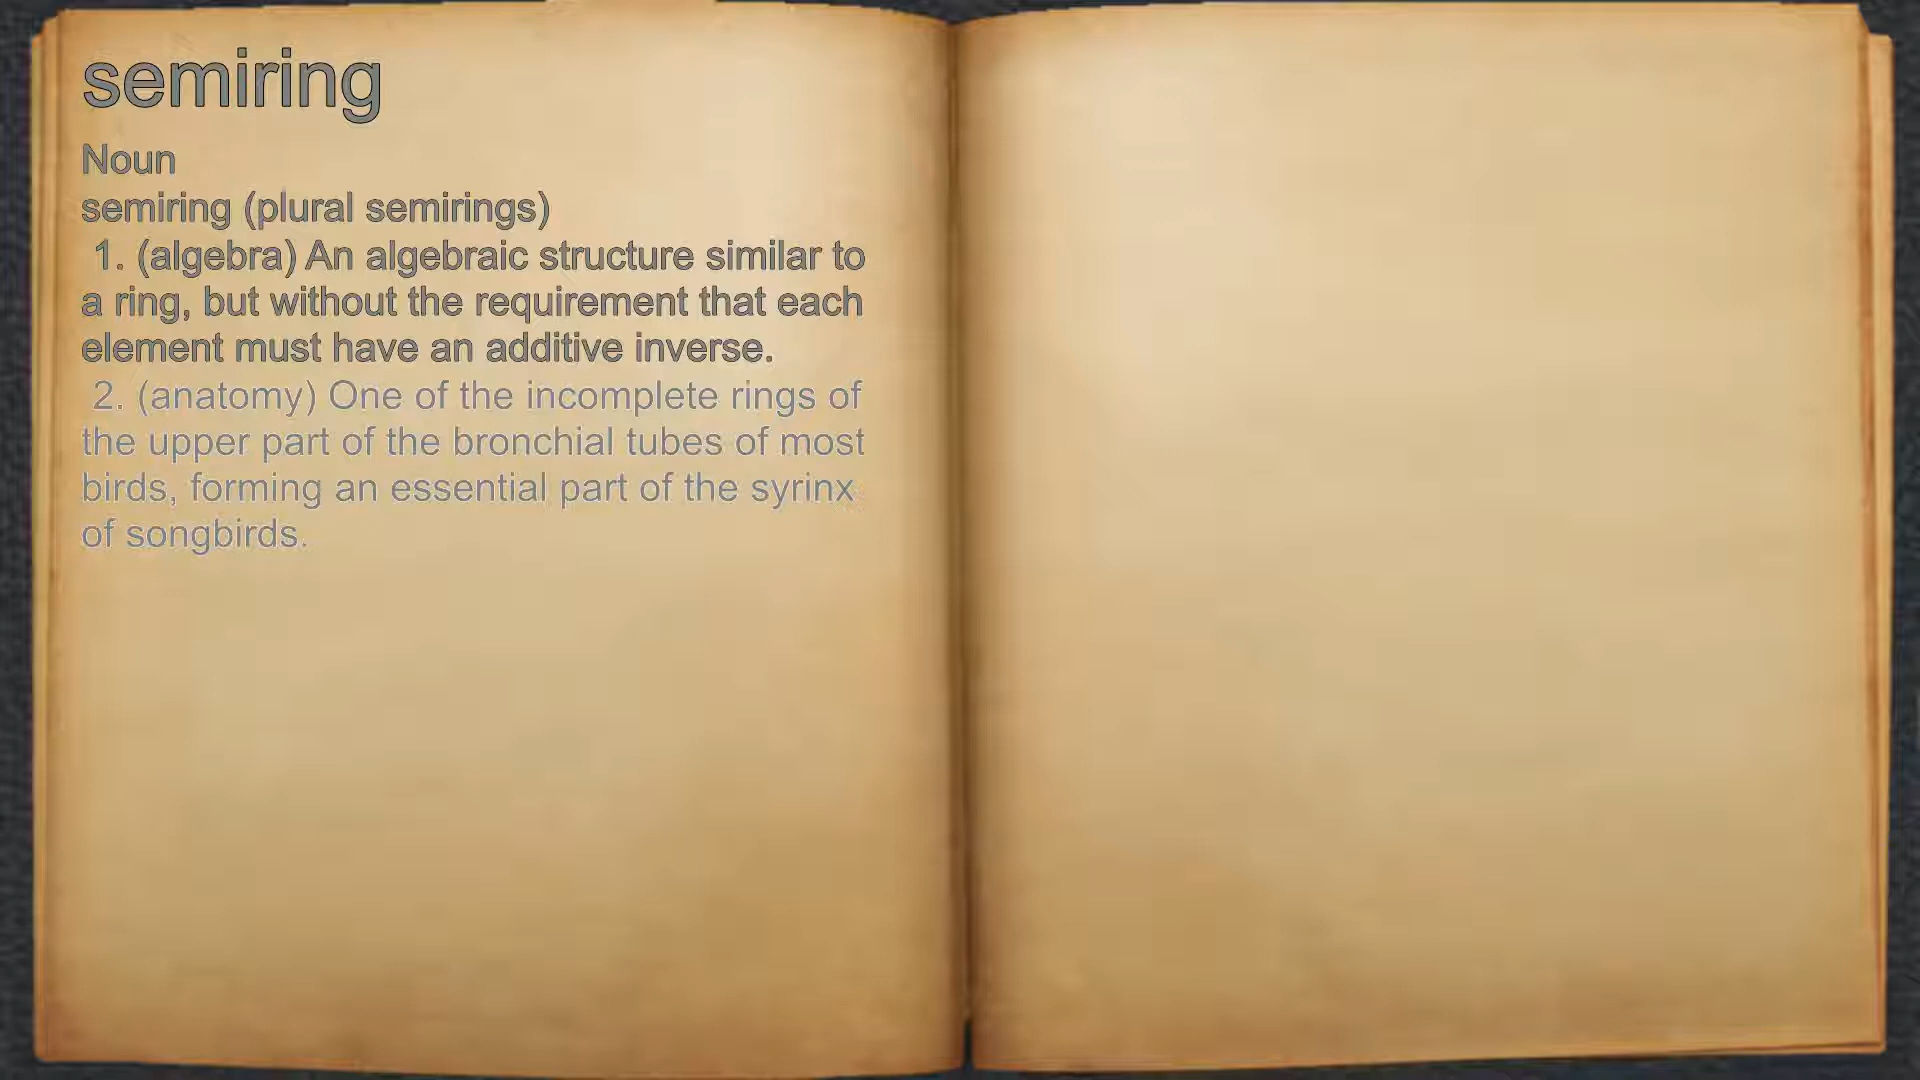 semiring
Noun
semiring (plural semirings)
1. (algebra) An algebraic structure similar to
a ring, but without the requirement that each
element must have an additive inverse.
2. (anatomy) One of the incomplete rings of
the upper part of the bronchial tubes of most
birds, forming an essential part of the syrinx
of songbirds.